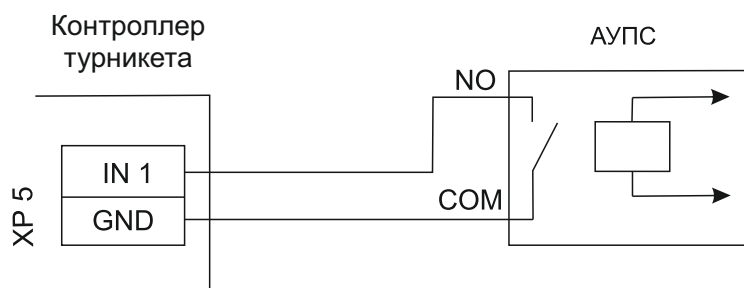 Контроллер
турникета
АУПС
NO
IN 1
COM
GND
XP 5